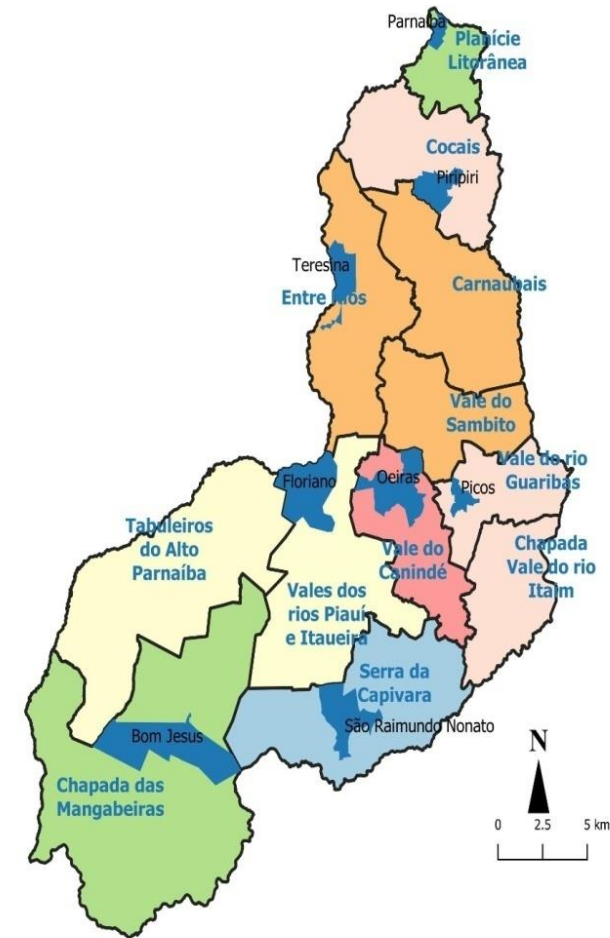 Parnaíba
Planície
Litorânea
Cocais
Piripiri
Teresina
Entre Rios
Carnaubais
Vale do
Sambito
Vale do rio
Guaribas
Floriano
Oeiras
Picos
Tabuleiros
do Alto
Parnaíba
Vale do
Canindé
Chapada
Vale do rio
Itaim
Vales dos
rios Piauí
e Itaueira
Serra da
Capivara
São Raimundo Nonato
Bom Jesus
Chapada das
Mangabeiras
N
0 2.5 5 km